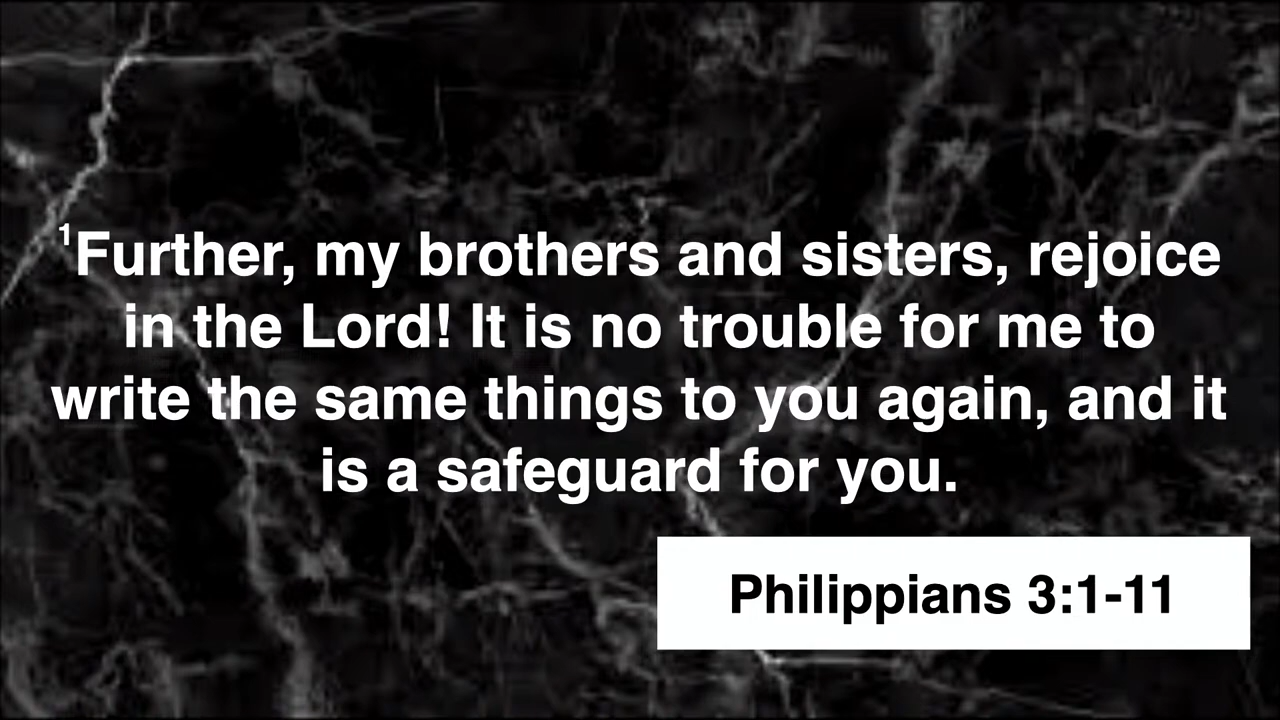 ¹Further, my brothers and sisters, rejoice
in the Lord! It is no trouble for me to
write the same things to you again, and it
is a safeguard for you.
Philippians 3:1-11